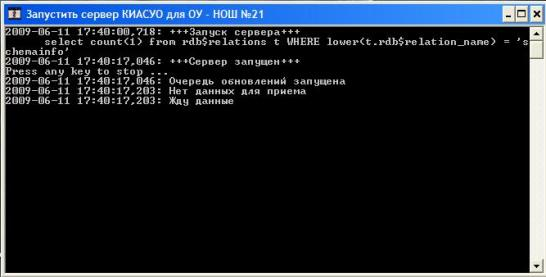 Запустить сервер КИАСУО для ОУ - НОШ №21
2009-06-11 17:40:00,718: +++Запуск сервера+++
select count(1) from rdb$relations t WHERE lower(t.rdb$relation_name) = 's
chemainfo'
2009-06-11 17:40:17,046: +++Сервер запущен+++
Press any key to stop ...
2009-06-11 17:40:17,046: Очередь обновлений запущена
2009-06-11 17:40:17,203: Нет данных для приема
2009-06-11 17:40:17,203: Жду данные